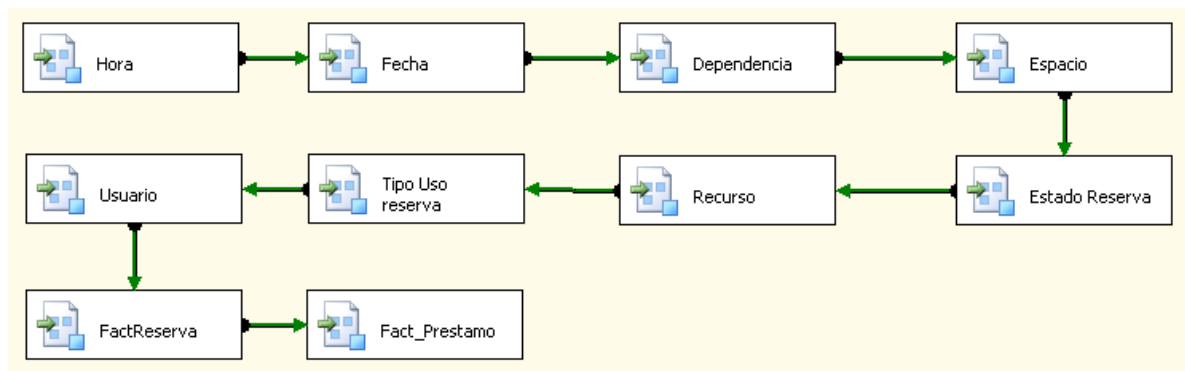 Hora
Fecha
Dependencia
Espacio
Usuario
Tipo Uso
reserva
Recurso
Estado Reserva
FactReserva
Fact_Prestamo